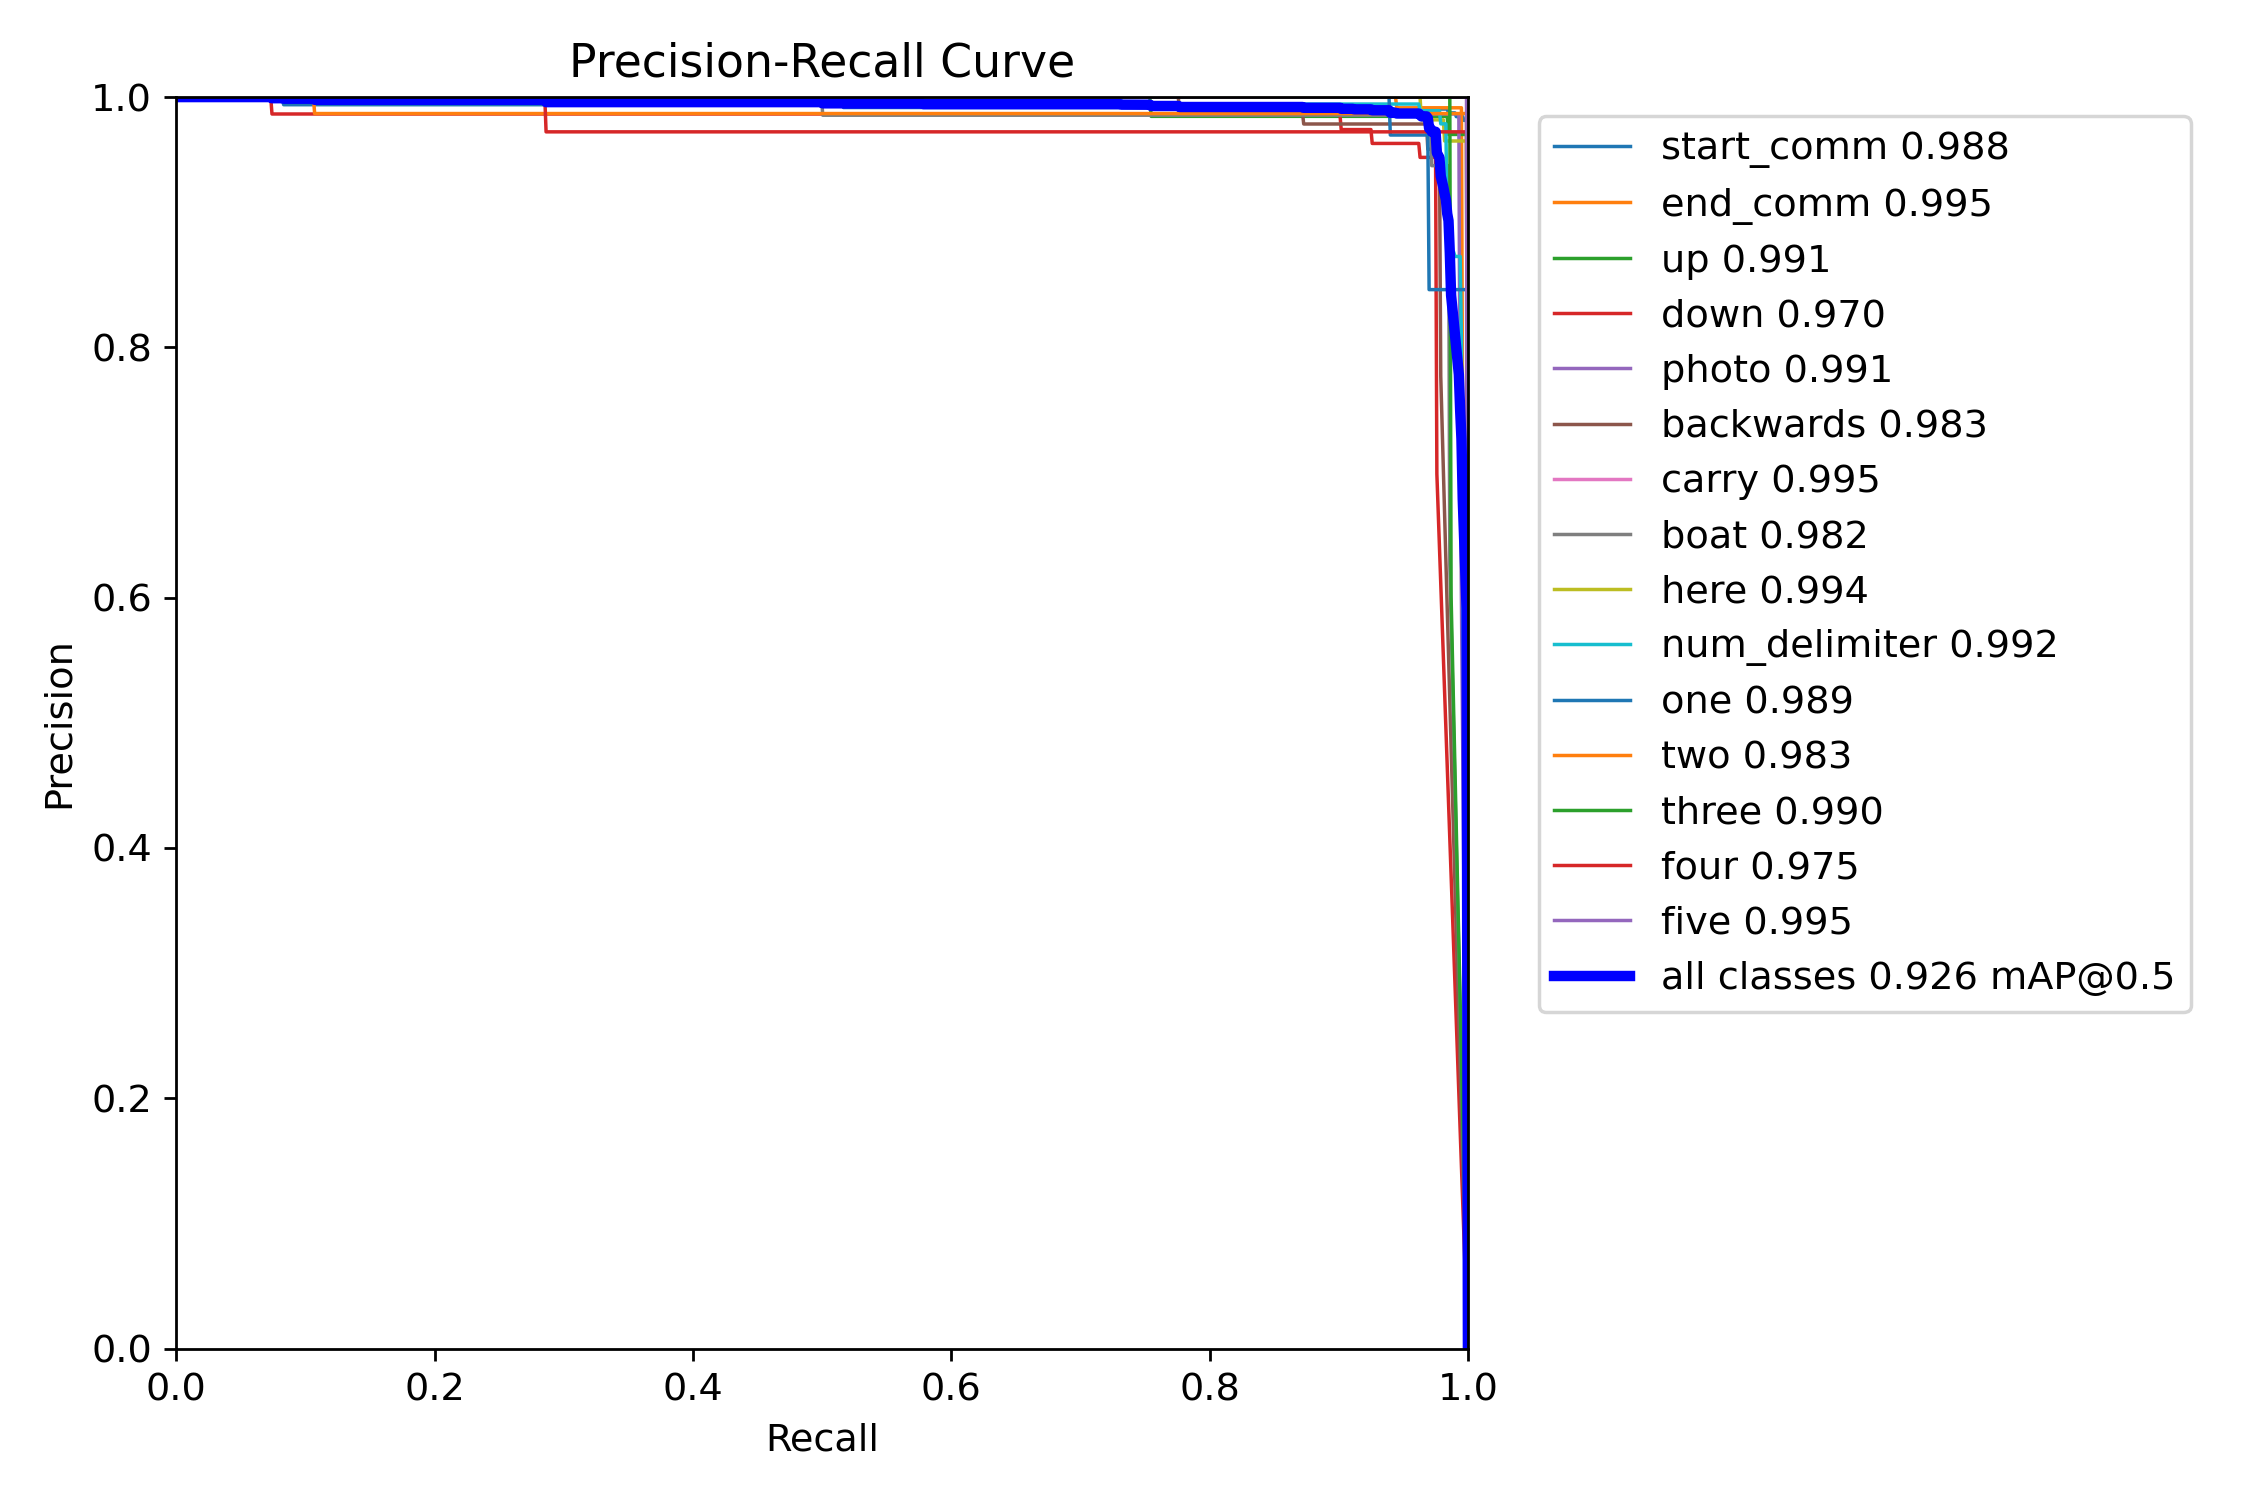 Precision-Recall Curve
1.0
0.8
0.6
0.4
0.2
0.0
Precision
0.0 0.2 0.4 0.6 0.8 1.0
Recall
start_comm 0.988
end_comm 0.995
up 0.991
down 0.970
photo 0.991
backwards 0.983
carry 0.995
boat 0.982
here 0.994
num_delimiter 0.992
one 0.989
two 0.983
three 0.990
four 0.975
five 0.995
all classes 0.926 mAP@0.5